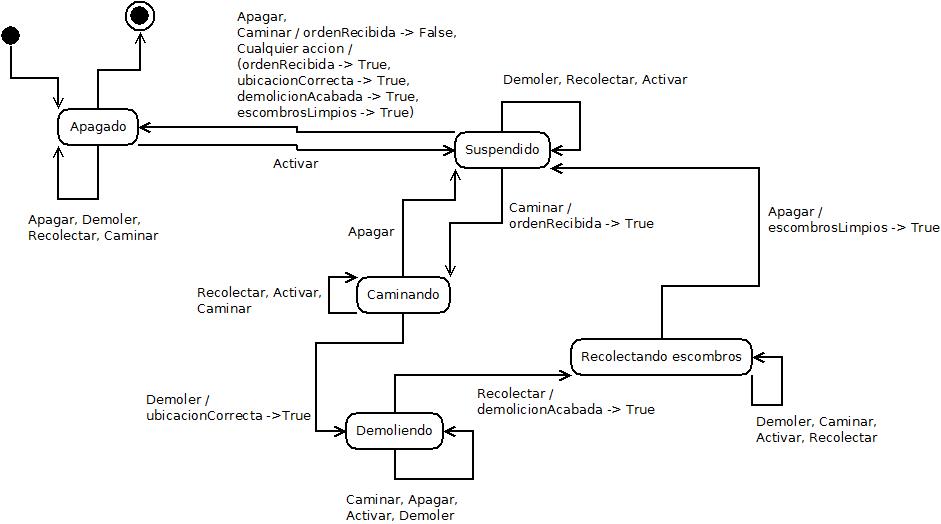 Apagar,
Caminar / ordenRecibida -> False,
Cualquier accion /
(ordenRecibida -> True,
ubicacionCorrecta -> True,
demolicionAcabada -> True,
escombrosLimpios -> True)
Demoler, Recolectar, Activar
Apagado
Suspendido
Activar
Apagar, Demoler,
Recolectar, Caminar
Caminar /
ordenRecibida -> True
Apagar /
escombrosLimpios -> True
Apagar
Recolectar, Activar,
Caminar
Caminando
Recolectando escombros
Demoler /
ubicacionCorrecta ->True
Recolectar /
demolicionAcabada -> True
Demoliendo
Demoler, Caminar,
Activar, Recolectar
Caminar, Apagar,
Activar, Demoler